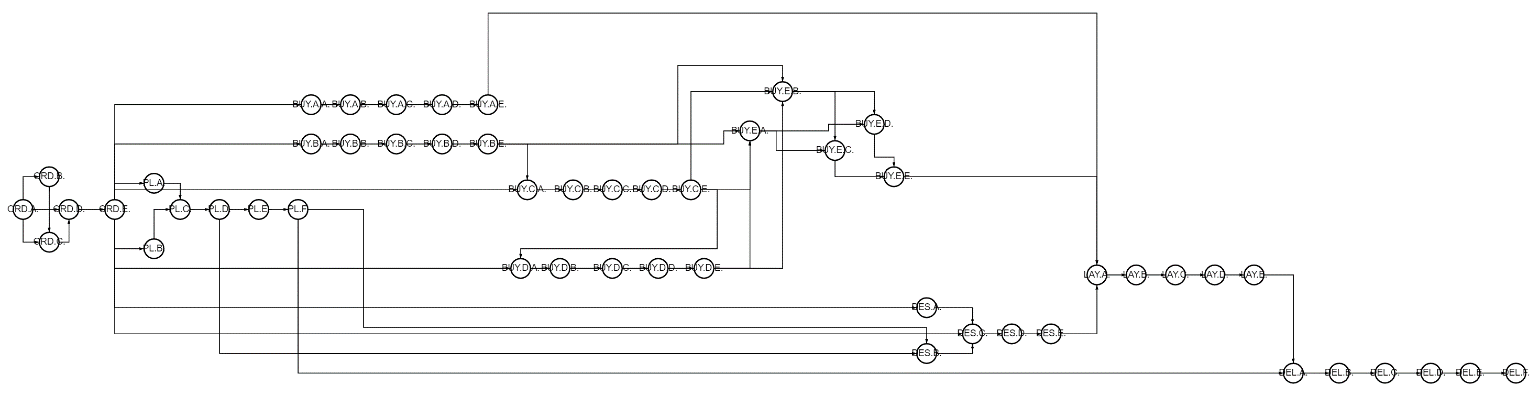 BUY.A.A. BUY.A.B. BUY.A.C. BUY.A.D. BUY.A.E.
BUY.B.A. BUY.B.B. BUY.B.C. BUY.B.D. BUY.B.E.
BUY.E.B.
BUY.E.A. BUY.E.D.
BUY.E.C.
BUY.E.E.
ORD.B.
PL.A.
BUY.C.A. BUY.C.B. BUY.C.C. BUY.C.D. BUY.C.E.
ORD.A. ORD.D. ORD.E. PL.C. PL.D. PL.E. PL.F.
ORD.C.
PL.B.
BUY.D.A. BUY.D.B. BUY.D.C. BUY.D.D. BUY.D.E.
LAY.A. LAY.B. LAY.C. LAY.D. LAY.E.
DES.A.
DES.C. DES.D. DES.E.
DES.B.
DEL.A. DEL.B. DEL.C. DEL.D. DEL.E. DEL.F.